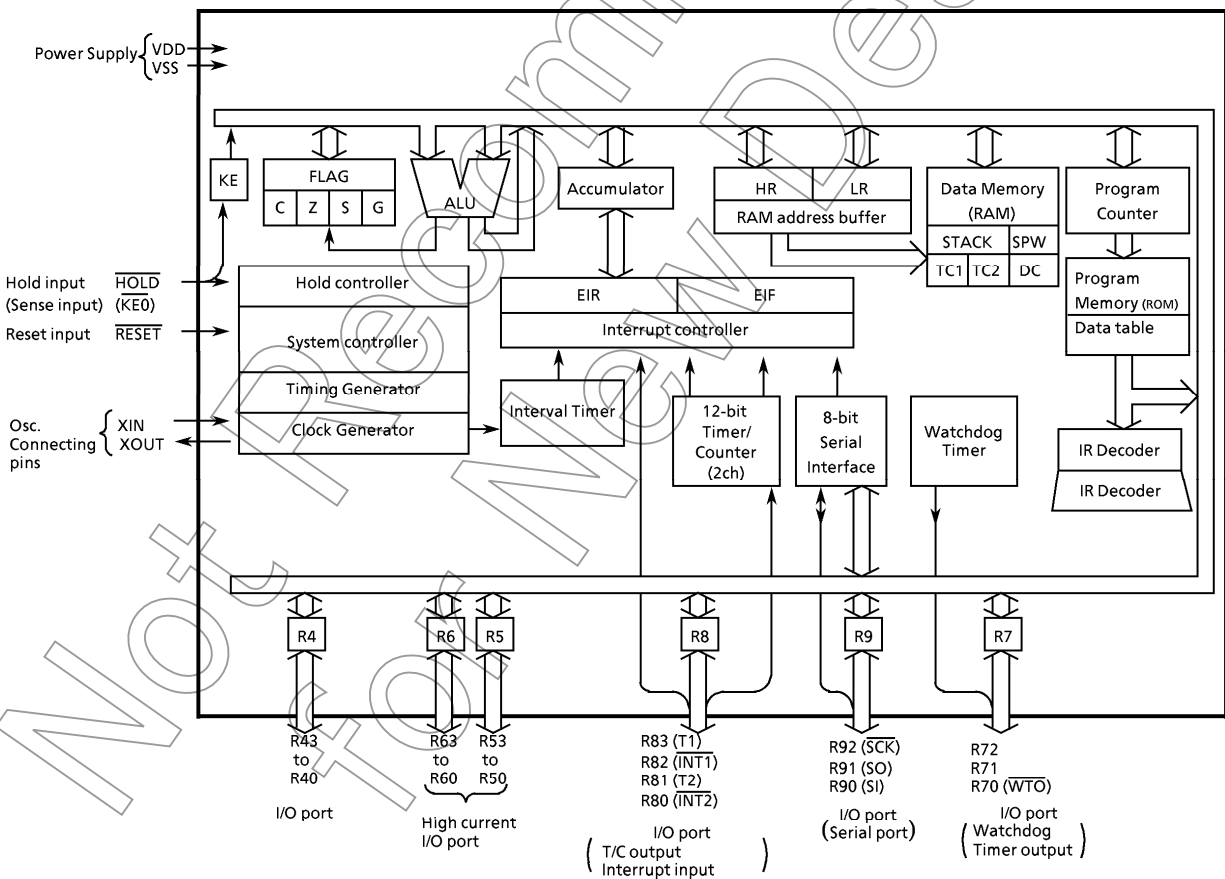 Power Supply
VDD
VSS
KE
FLAG
C Z S G
ALU
Accumulator
HR LR
RAM address buffer
Data Memory
(RAM)
STACK SPW
TC1 TC2 DC
Program
Counter
Program
Memory (ROM)
Data table
Hold input HOLD
(Sense input) (KE0)
Reset input RESET
Osc.
Connecting
pins
XIN
XOUT
Hold controller
System controller
Timing Generator
Clock Generator
EIR EIF
Interrupt controller
Interval Timer
12-bit
Timer/
Counter
(2ch)
8-bit
Serial
Interface
Watchdog
Timer
IR Decoder
IR Decoder
R4 R6 R5 R8 R9 R7
R43
to
R40
I/O port
R63
to
R60
R53
to
R50
High current
I/O port
R83 (T1)
R82 (INT1)
R81 (T2)
R80 (INT2)
I/O port
( T/C output
Interrupt input )
R92 (SCK)
R91 (SO)
R90 (SI)
I/O port
(Serial port)
R72
R71
R70 (WTO)
I/O port
( Watchdog
Timer output )
Not Recommended
for New Des